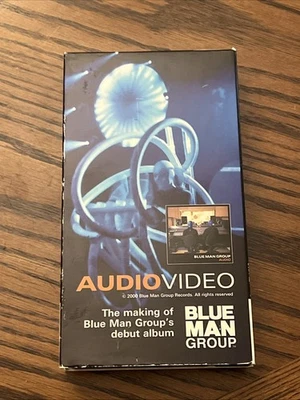 BLUE MAN GROUP
AUDIO
AUDIOVIDEO
© 2000 Blue Man Group Records. All rights reserved
The making of
Blue Man Group's
debut album
BLUE
MAN
GROUP